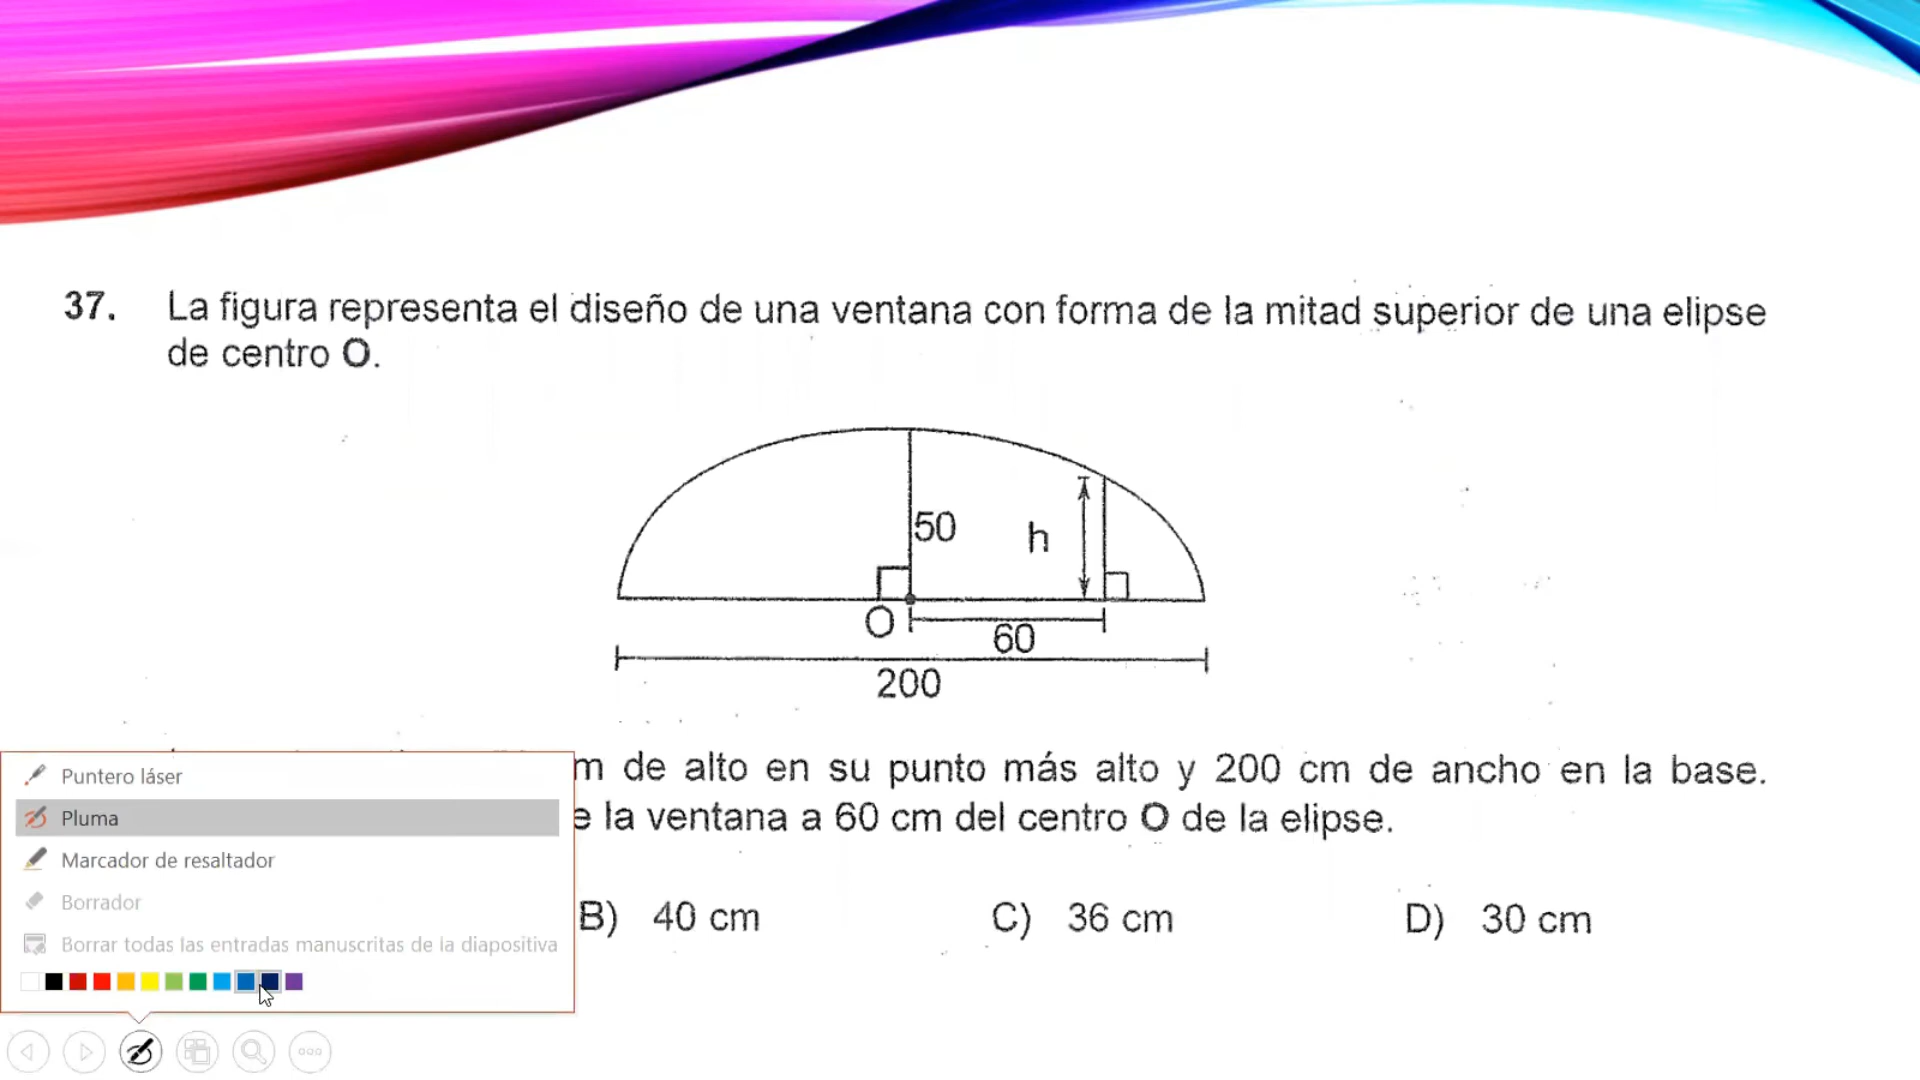 37. La figura representa el diseño de una ventana con forma de la mitad superior de una elipse
de centro O.
50
h
O
60
200
m de alto en su punto más alto y 200 cm de ancho en la base.
e la ventana a 60 cm del centro O de la elipse.
B) 40 cm C) 36 cm D) 30 cm
Puntero láser
Pluma
Marcador de resaltador
Borrador
Borrar todas las entradas manuscritas de la diapositiva